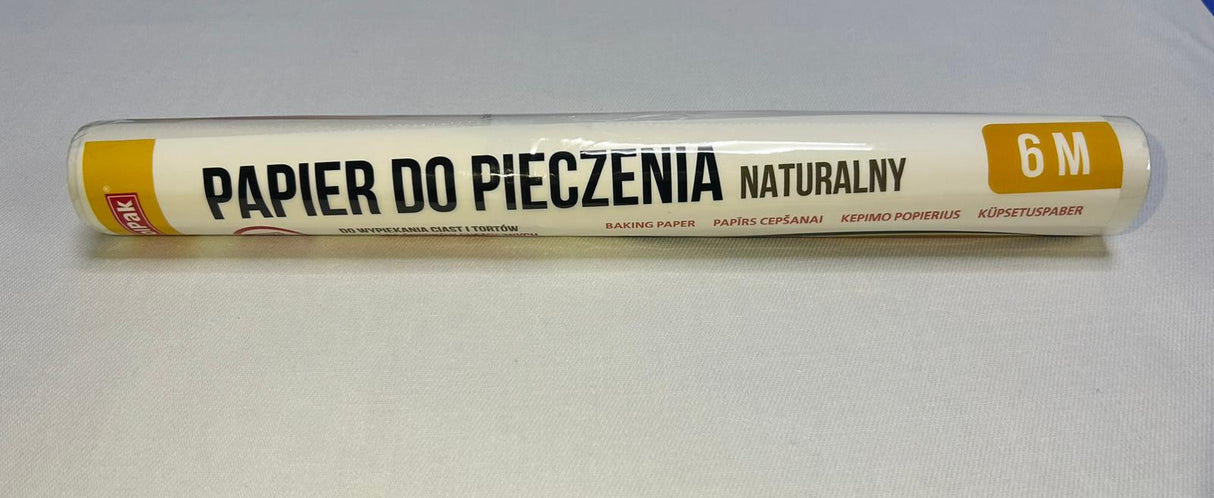 PAPIER DO PIECZENIA NATURALNY
6 M
DO WYPIEKANIA CIAST I TORTÓW
BAKING PAPER PAPĪRS CEPŠANAI KEPIMO POPIERIUS KÜPSETUSPABER